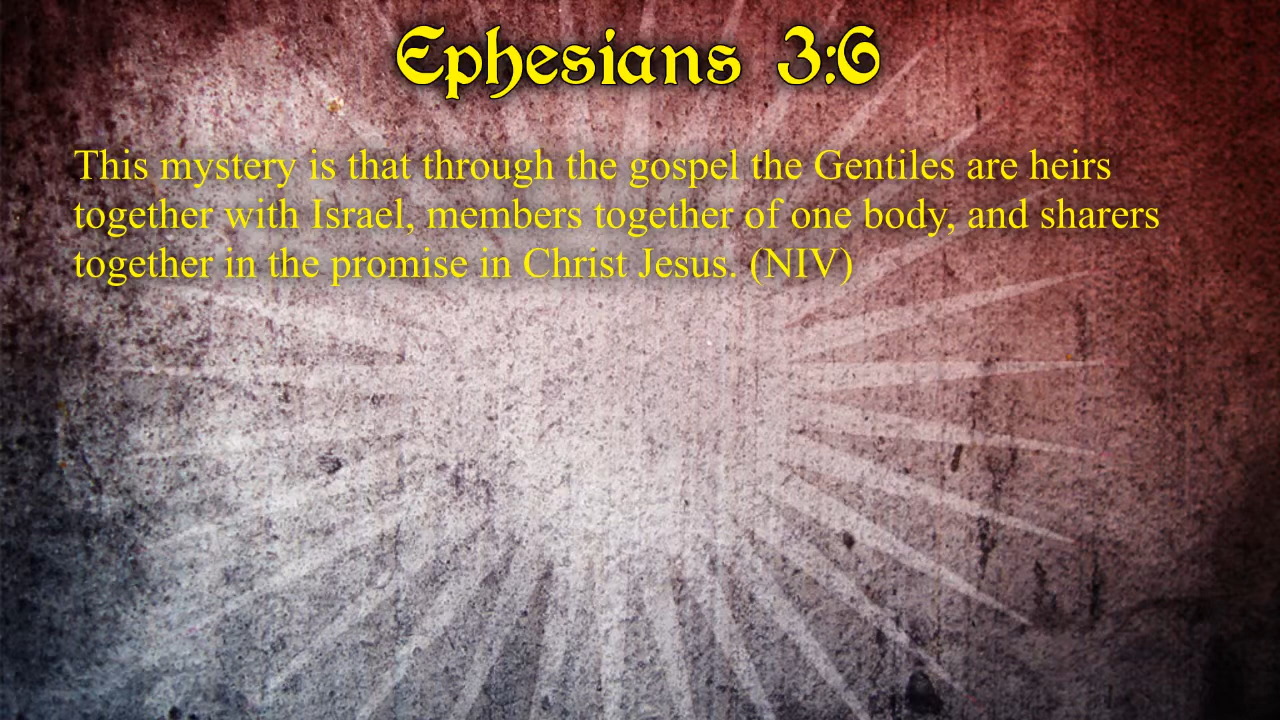 Ephesians 3:6
This mystery is that through the gospel the Gentiles are heirs
together with Israel, members together of one body, and sharers
together in the promise in Christ Jesus. (NIV)